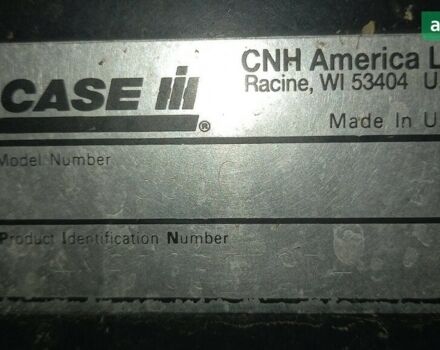 CNH America L
CASE IH
Racine, WI 53404 U
®
Made In U
Model Number
Product Identification Number